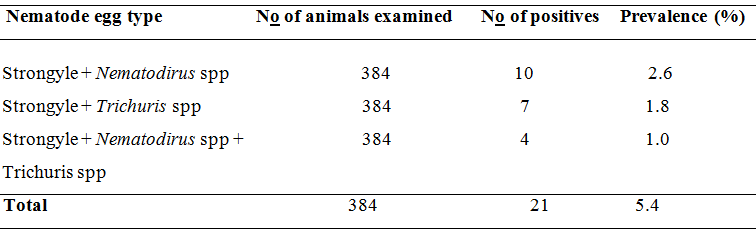 Nematode egg type No of animals examined No of positives Prevalence (%)
Strongyle + Nematodirus spp 384 10 2.6
Strongyle + Trichuris spp 384 7 1.8
Strongyle + Nematodirus spp + 384 4 1.0
Trichuris spp
Total 384 21 5.4